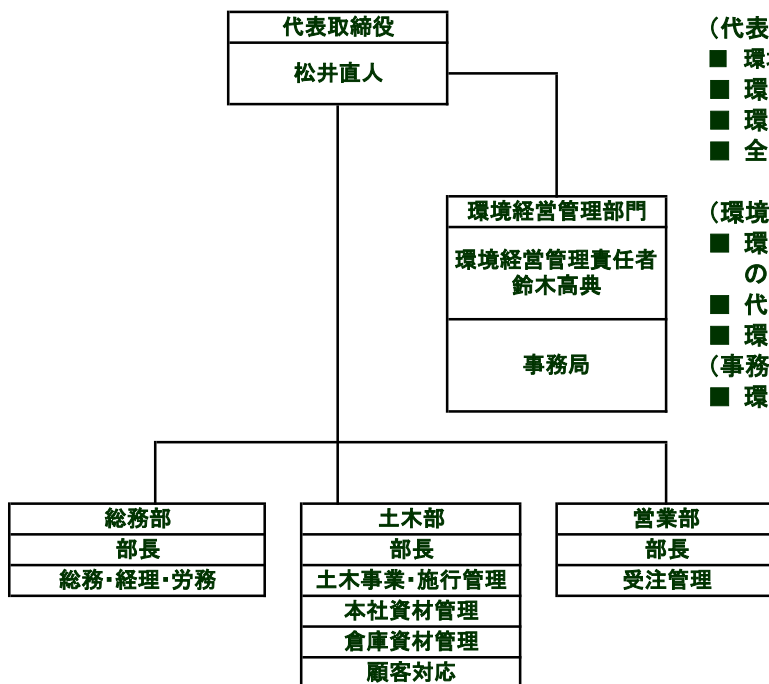 代表取締役
松井直人
環境経営管理部門
環境経営管理責任者
鈴木高典
事務局
総務部
部長
総務・経理・労務
土木部
部長
土木事業・施行管理
本社資材管理
倉庫資材管理
顧客対応
営業部
部長
受注管理
（代表
■ 環
■ 環
■ 環
■ 全
（環境
■ 環
の
■ 代
■ 環
（事務
■ 環